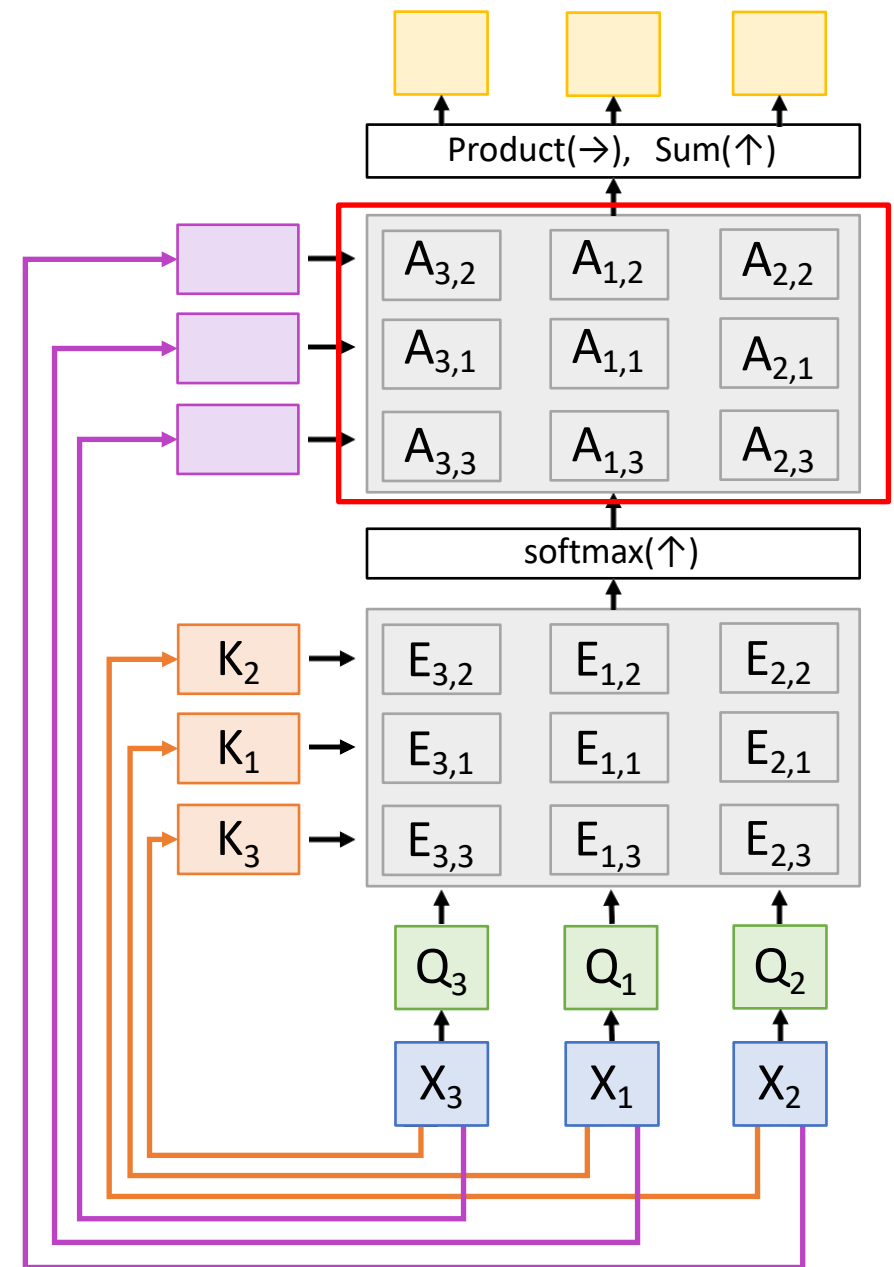 Product(→), Sum(↑)
A3,2 A1,2 A2,2
A3,1 A1,1 A2,1
A3,3 A1,3 A2,3
softmax(↑)
K2 E3,2 E1,2 E2,2
K1 E3,1 E1,1 E2,1
K3 E3,3 E1,3 E2,3
Q3 Q1 Q2
X3 X1 X2